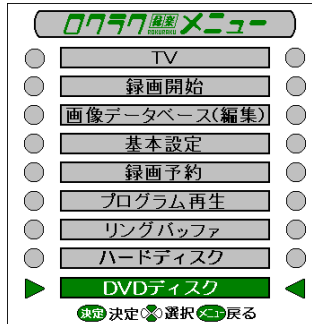 ロクラク 録楽 ROKURAKU メニュー
TV
録画開始
画像データベース(編集)
基本設定
録画予約
プログラム再生
リングバッファ
ハードディスク
DVDディスク
決定 決定 選択 メニュー 戻る